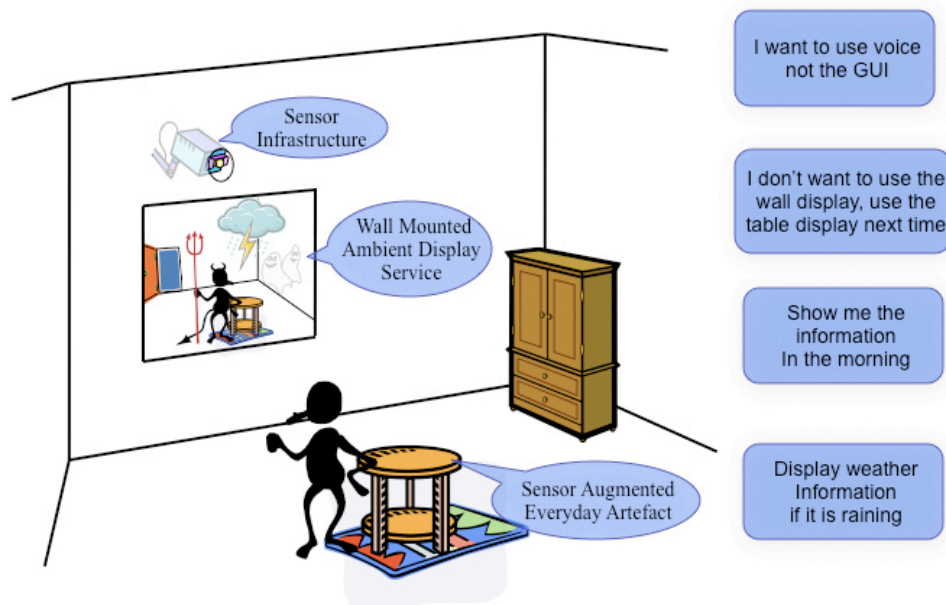 Sensor
Infrastructure
Wall Mounted
Ambient Display
Service
Sensor Augmented
Everyday Artefact
I want to use voice
not the GUI
I don't want to use the
wall display, use the
table display next time
Show me the
information
In the morning
Display weather
Information
if it is raining